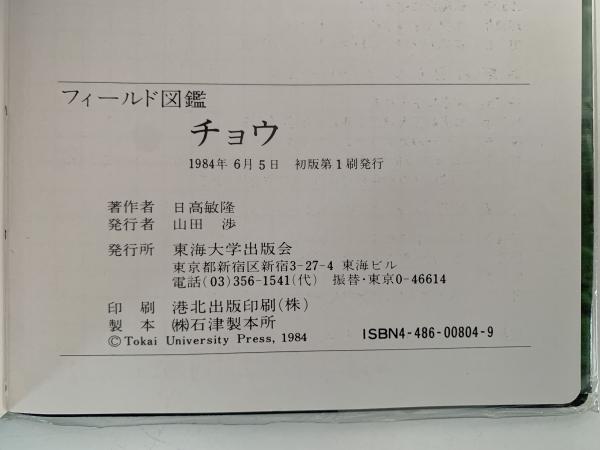 フィールド図鑑
チョウ
1984年 6月 5日 初版第1刷発行
著作者 日高敏隆
発行者 山田 渉
発行所 東海大学出版会
東京都新宿区新宿3-27-4 東海ビル
電話(03)356-1541(代) 振替・東京0-46614
印 刷 港北出版印刷(株)
製 本 ㈱石津製本所
©Tokai University Press, 1984
ISBN4-486-00804-9